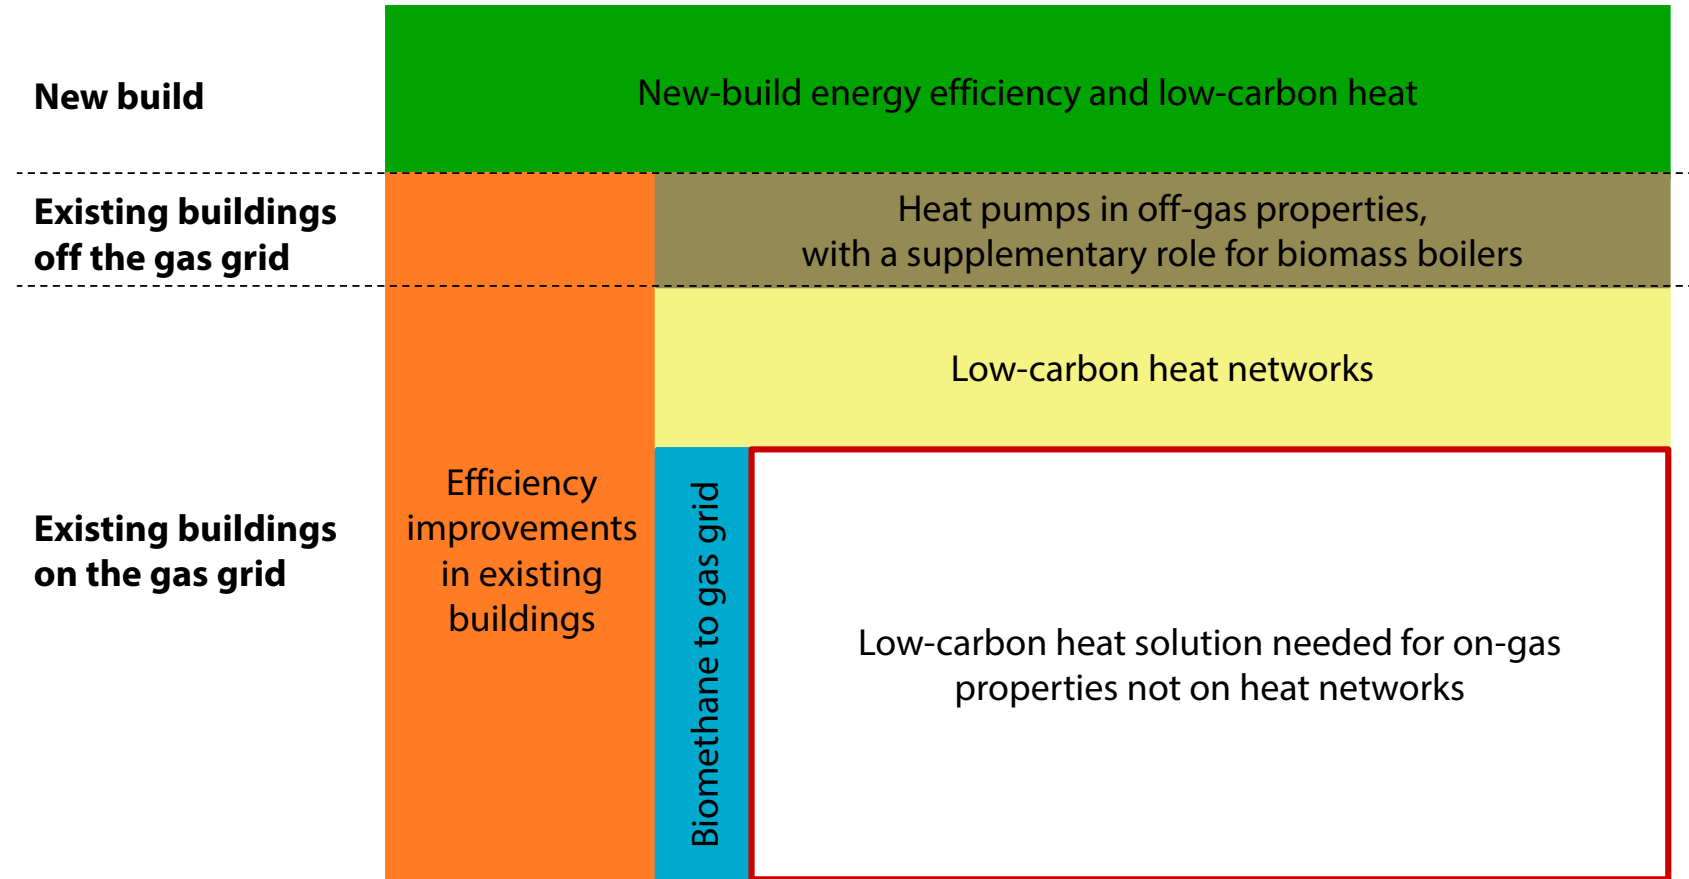 New build
New-build energy efficiency and low-carbon heat
Existing buildings
off the gas grid
Heat pumps in off-gas properties,
with a supplementary role for biomass boilers
Low-carbon heat networks
Existing buildings
on the gas grid
Efficiency
improvements
in existing
buildings
Biomethane to gas grid
Low-carbon heat solution needed for on-gas
properties not on heat networks